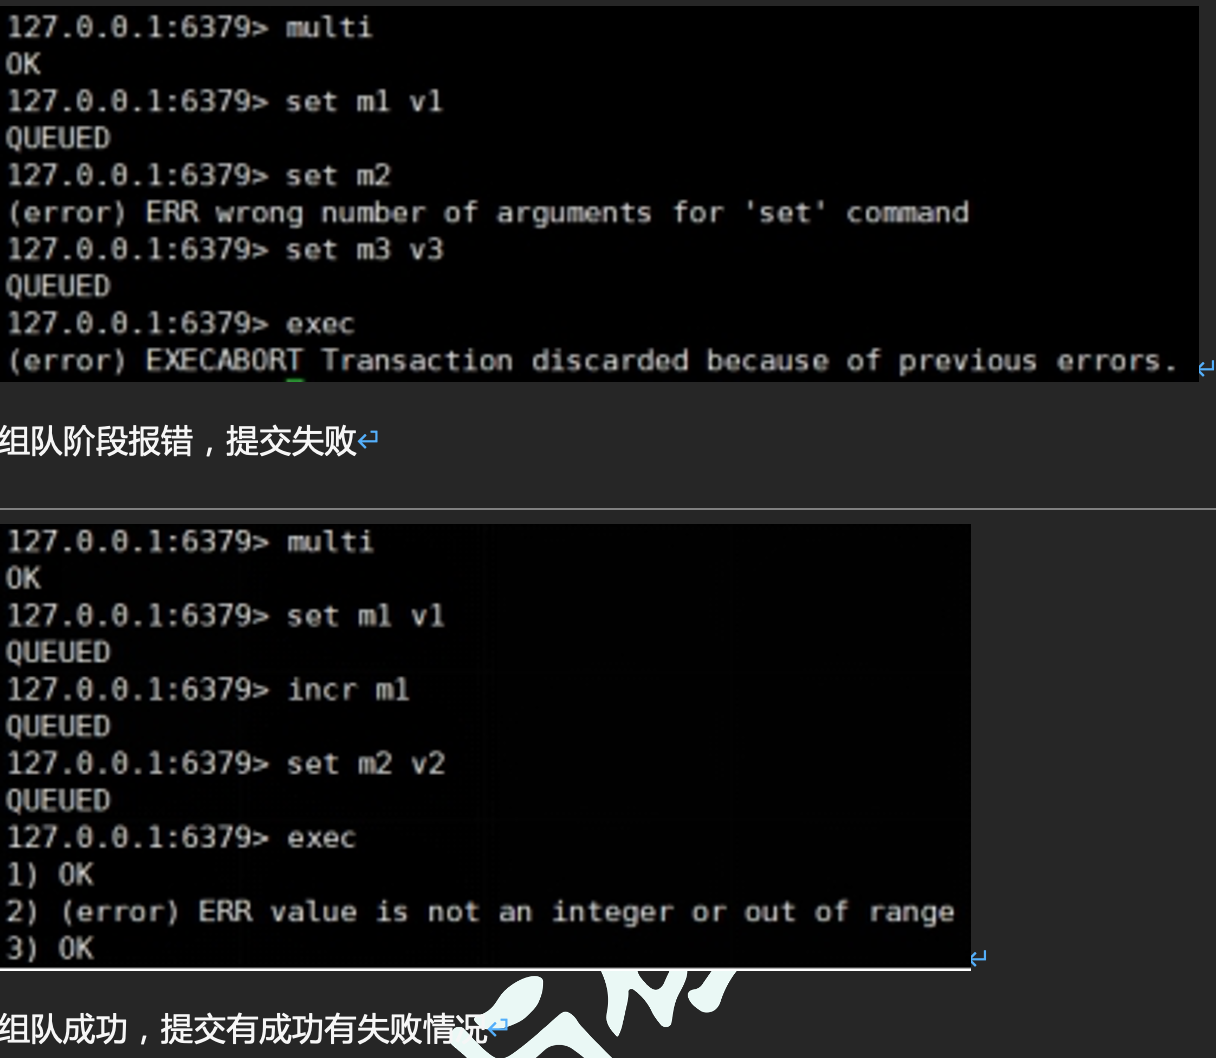 127.0.0.1:6379> multi
OK
127.0.0.1:6379> set m1 v1
QUEUED
127.0.0.1:6379> set m2
(error) ERR wrong number of arguments for 'set' command
127.0.0.1:6379> set m3 v3
QUEUED
127.0.0.1:6379> exec
(error) EXECABORT Transaction discarded because of previous errors.
组队阶段报错，提交失败
127.0.0.1:6379> multi
OK
127.0.0.1:6379> set m1 v1
QUEUED
127.0.0.1:6379> incr m1
QUEUED
127.0.0.1:6379> set m2 v2
QUEUED
127.0.0.1:6379> exec
1) OK
2) (error) ERR value is not an integer or out of range
3) OK
组队成功，提交有成功有失败情况